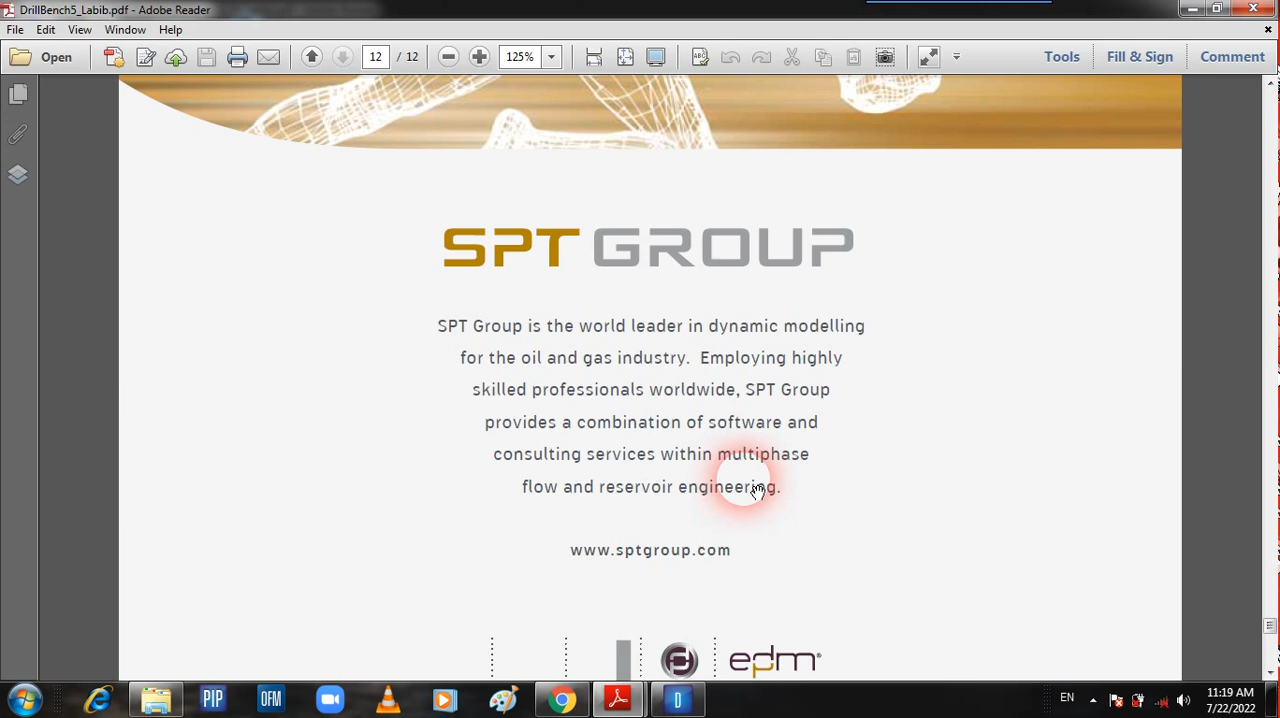 DrillBench5_Labib.pdf - Adobe Reader
File Edit View Window Help
Open 12 / 12 125% Tools Fill & Sign Comment
SPT GROUP
SPT Group is the world leader in dynamic modelling
for the oil and gas industry. Employing highly
skilled professionals worldwide, SPT Group
provides a combination of software and
consulting services within multiphase
flow and reservoir engineering.
www.sptgroup.com
edm®
PIP OFM D EN 11:19 AM
7/22/2022